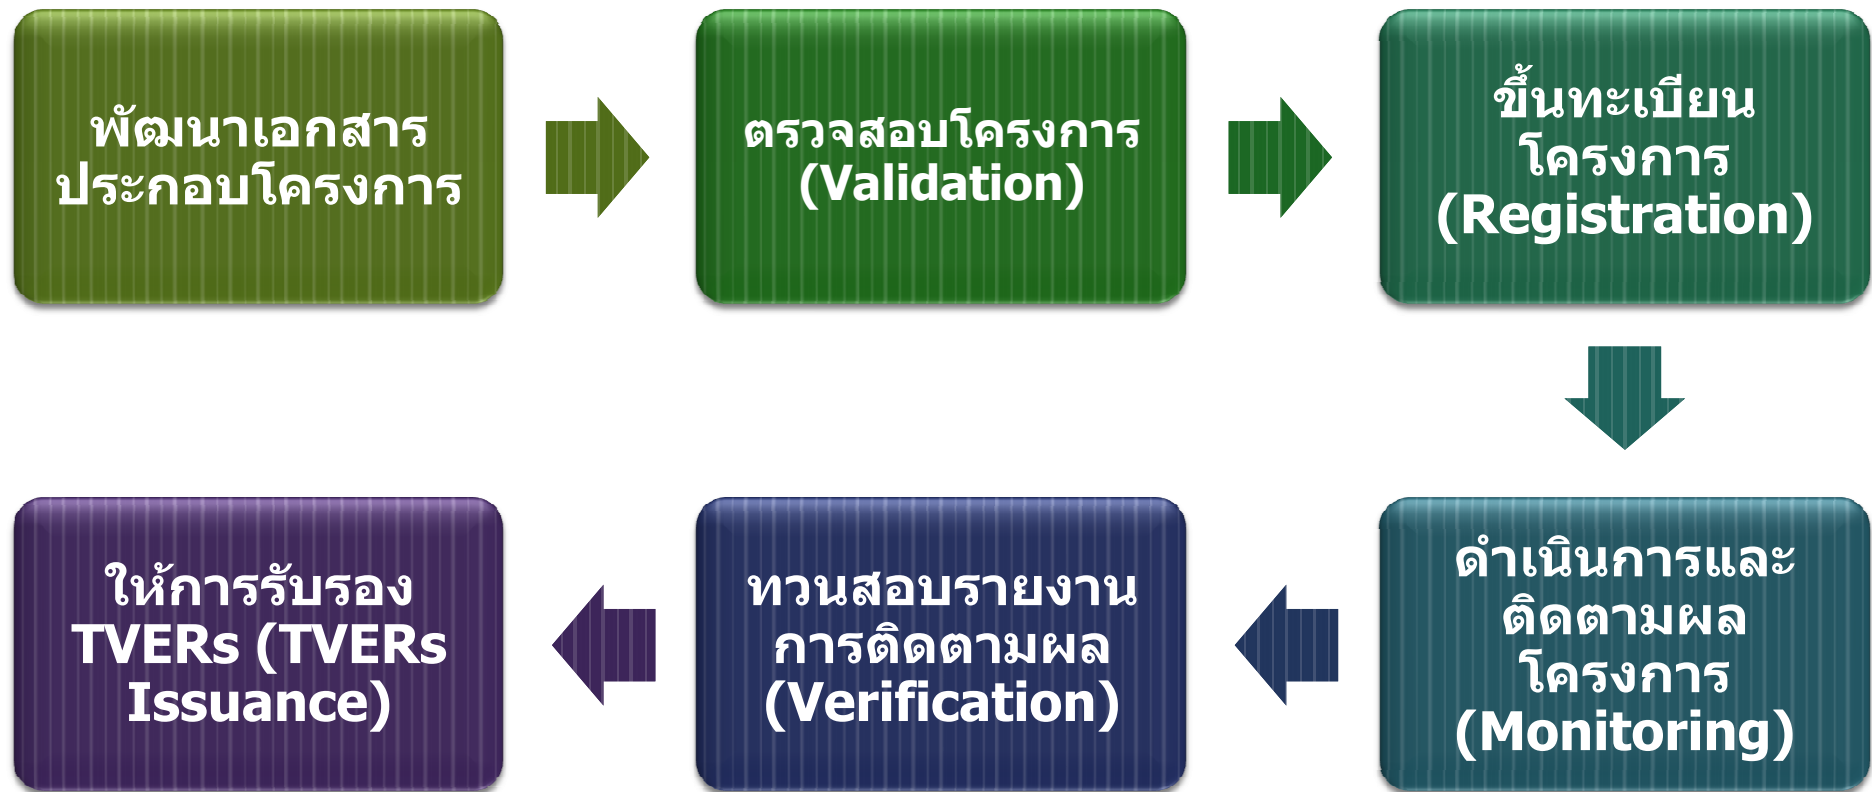 พัฒนาเอกสาร
ประกอบโครงการ
ตรวจสอบโครงการ
(Validation)
ขึ้นทะเบียน
โครงการ
(Registration)
ดำเนินการและ
ติดตามผล
โครงการ
(Monitoring)
ทวนสอบรายงาน
การติดตามผล
(Verification)
ให้การรับรอง
TVERs (TVERs
Issuance)